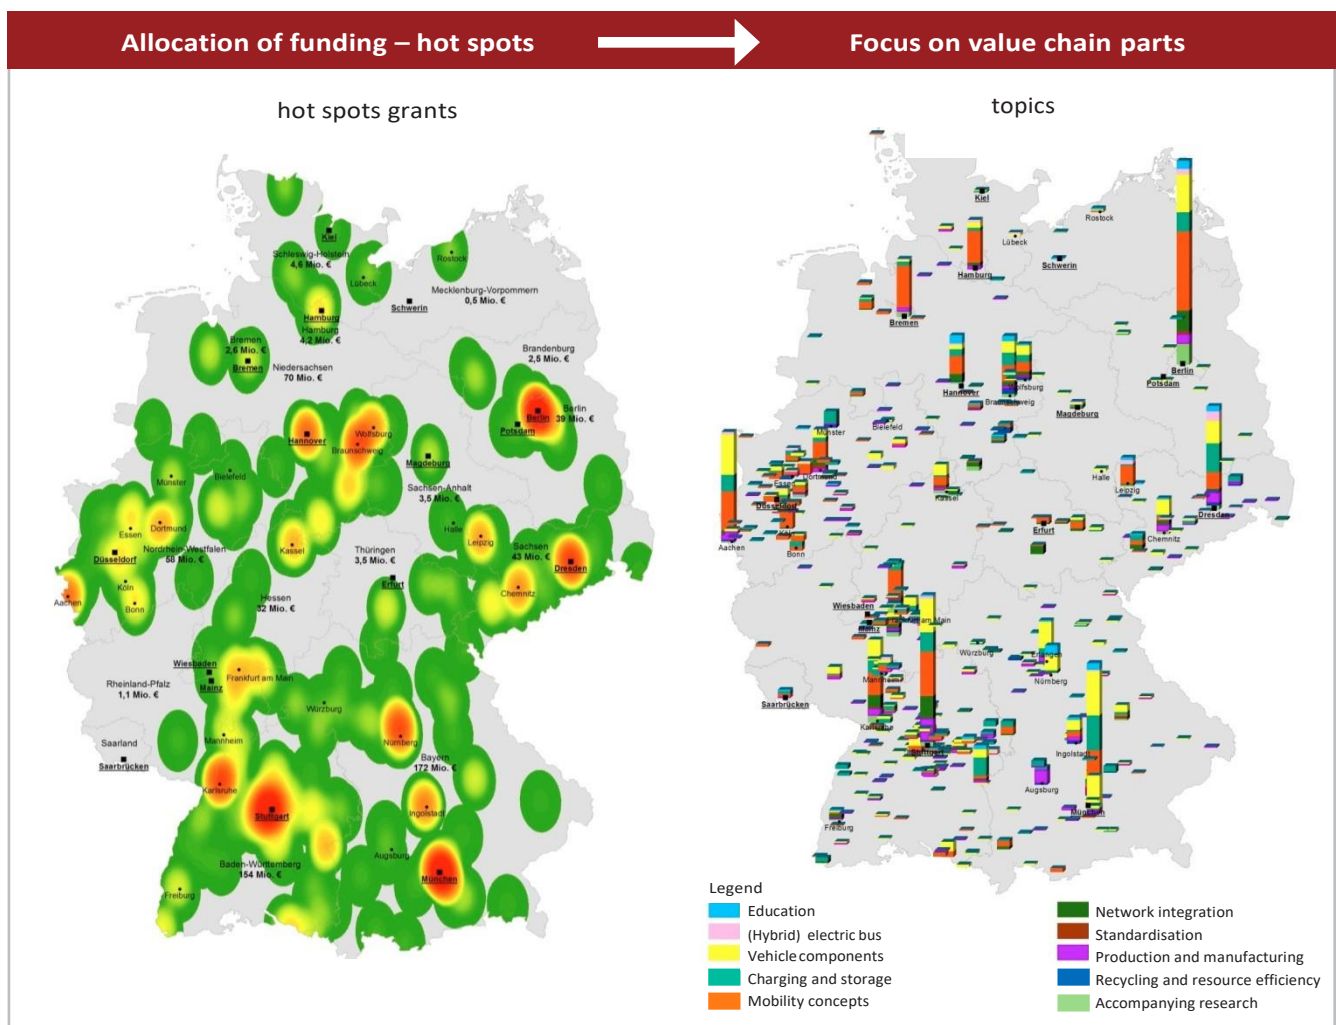 Allocation of funding – hot spots
Focus on value chain parts
hot spots grants
Kiel
Schleswig-Holstein
4,6 Mio. €
Lübeck
Rostock
Mecklenburg-Vorpommern
0,5 Mio. €
Schwerin
Hamburg
Hamburg
4,2 Mio. €
Bremen
2,6 Mio. €
Bremen
Niedersachsen
70 Mio. €
Brandenburg
2,5 Mio. €
Berlin
39 Mio. €
Berlin
Potsdam
Hannover
Wolfsburg
Braunschweig
Magdeburg
Sachsen-Anhalt
3,5 Mio. €
Münster
Bielefeld
Essen
Dortmund
Nordrhein-Westfalen
58 Mio. €
Düsseldorf
Köln
Bonn
Aachen
Kassel
Halle
Leipzig
Sachsen
43 Mio. €
Dresden
Chemnitz
Thüringen
3,5 Mio. €
Erfurt
Hessen
32 Mio. €
Wiesbaden
Mainz
Frankfurt am Main
Rheinland-Pfalz
1,1 Mio. €
Würzburg
Saarland
Saarbrücken
Mannheim
Nürnberg
Bayern
172 Mio. €
Karlsruhe
Stuttgart
Ingolstadt
Baden-Württemberg
154 Mio. €
Augsburg
München
Freiburg
topics
Kiel
Rostock
Lübeck
Schwerin
Hamburg
Bremen
Berlin
Potsdam
Hannover
Wolfsburg
Braunschweig
Magdeburg
Münster
Bielefeld
Essen
Dortmund
Düsseldorf
Köln
Bonn
Aachen
Kassel
Halle
Leipzig
Dresden
Chemnitz
Erfurt
Wiesbaden
Mainz
Frankfurt am Main
Würzburg
Erlangen
Nürnberg
Mannheim
Saarbrücken
Karlsruhe
Stuttgart
Ingolstadt
Augsburg
München
Freiburg
Legend
Education
(Hybrid) electric bus
Vehicle components
Charging and storage
Mobility concepts
Network integration
Standardisation
Production and manufacturing
Recycling and resource efficiency
Accompanying research